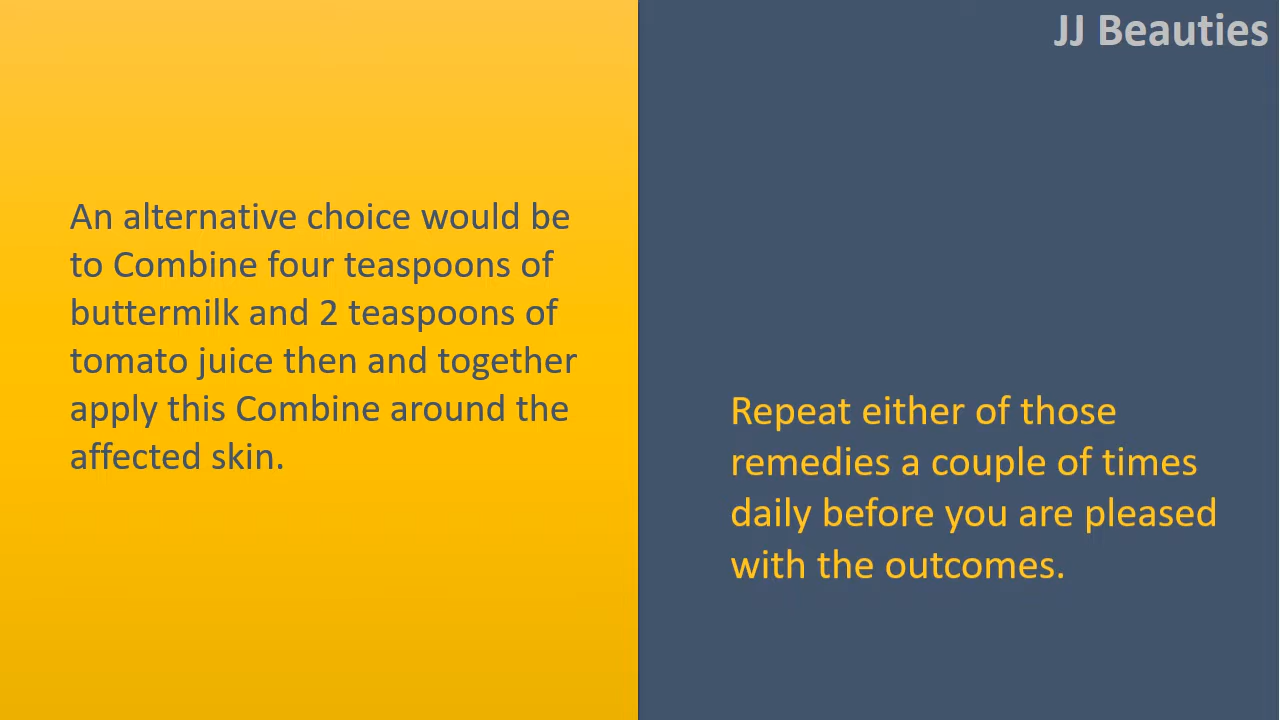 JJ Beauties
An alternative choice would be
to Combine four teaspoons of
buttermilk and 2 teaspoons of
tomato juice then and together
apply this Combine around the
affected skin.
Repeat either of those
remedies a couple of times
daily before you are pleased
with the outcomes.